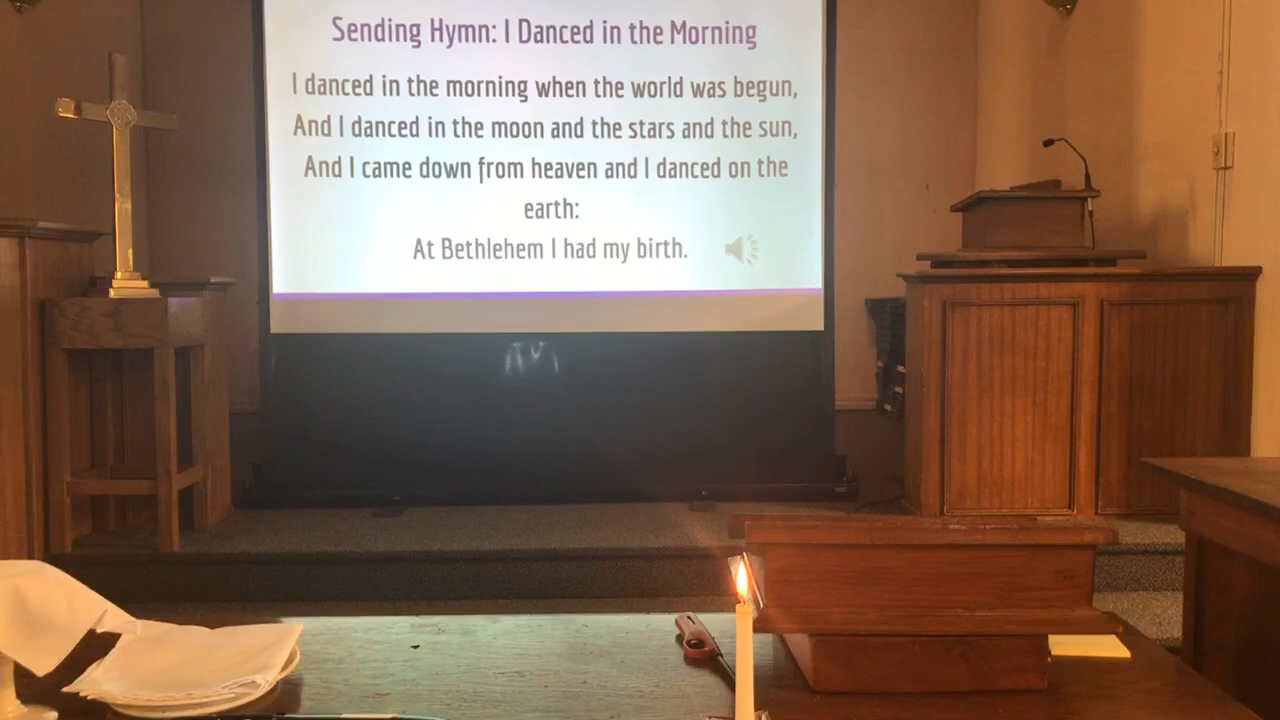 Sending Hymn: I Danced in the Morning
I danced in the morning when the world was begun,
And I danced in the moon and the stars and the sun,
And I came down from heaven and I danced on the
earth:
At Bethlehem I had my birth.